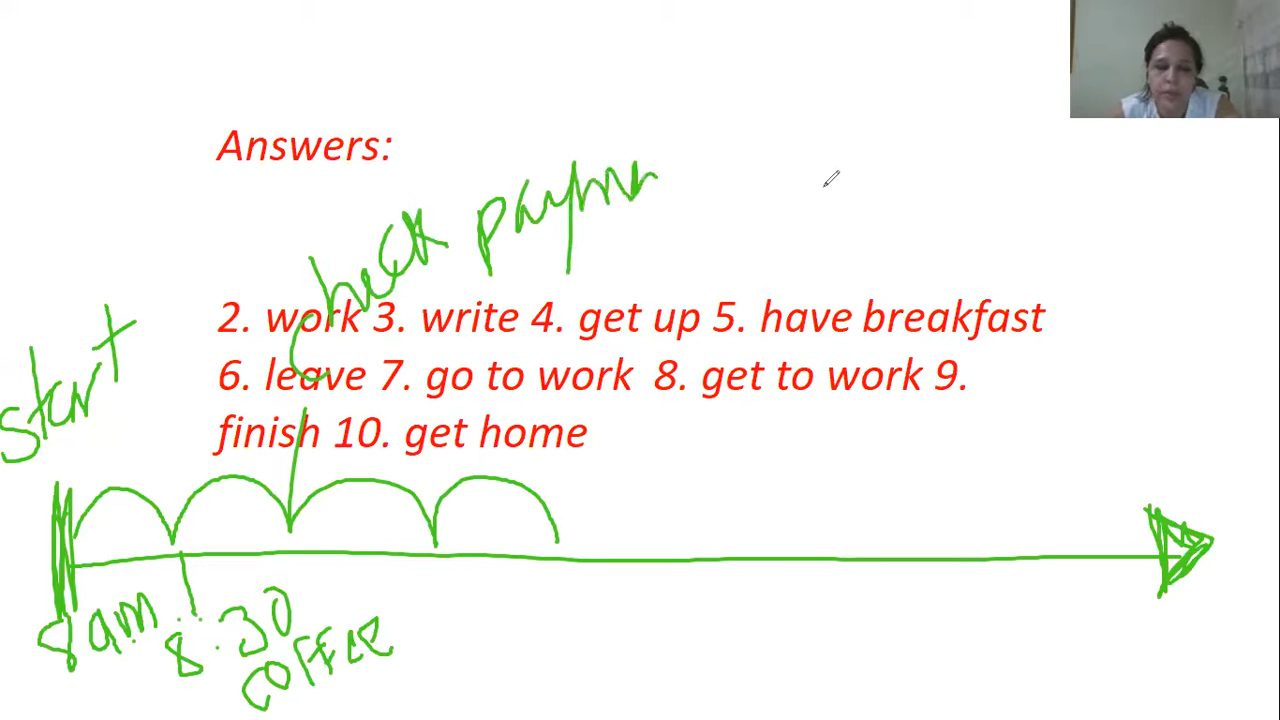 Answers:
check paymn
2. work 3. write 4. get up 5. have breakfast
6. leave 7. go to work 8. get to work 9.
finish 10. get home
start
8 am
8.30
coffee